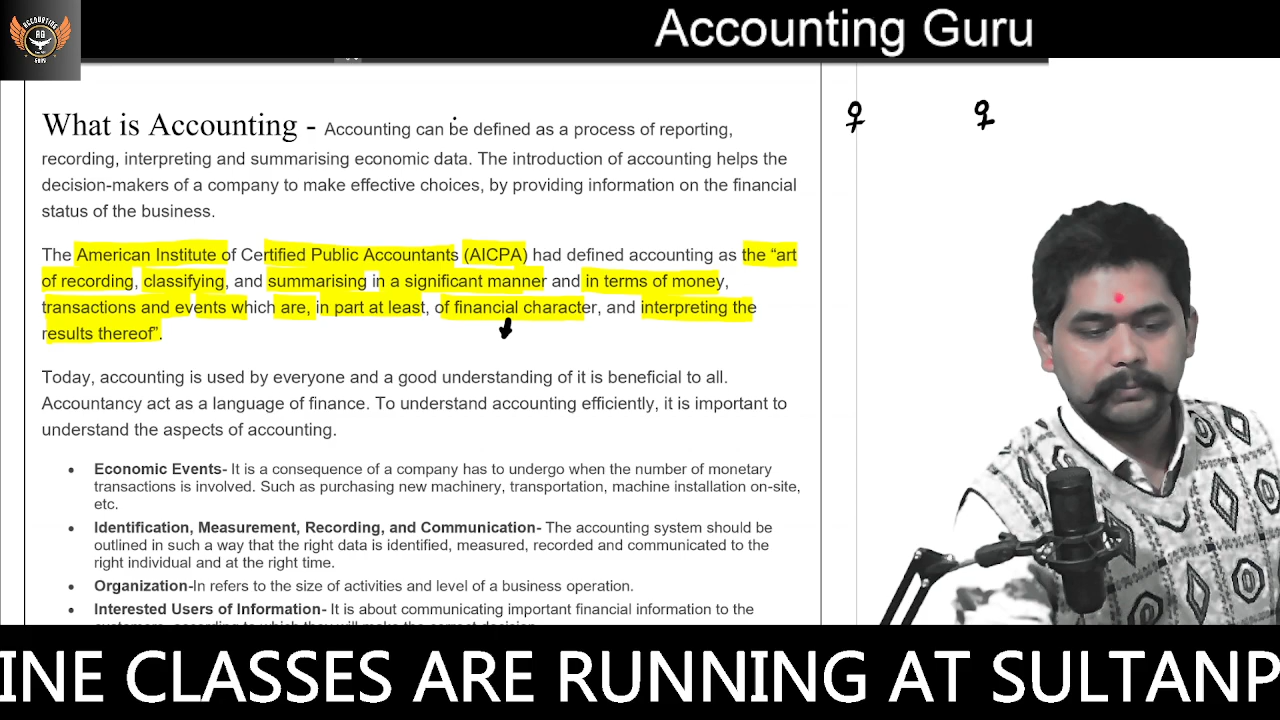 Accounting Guru
ACCOUNTING
AG
GURU
What is Accounting - Accounting can be defined as a process of reporting,
recording, interpreting and summarising economic data. The introduction of accounting helps the
decision-makers of a company to make effective choices, by providing information on the financial
status of the business.
The American Institute of Certified Public Accountants (AICPA) had defined accounting as the “art
of recording, classifying, and summarising in a significant manner and in terms of money,
transactions and events which are, in part at least, of financial character, and interpreting the
results thereof”.
Today, accounting is used by everyone and a good understanding of it is beneficial to all.
Accountancy act as a language of finance. To understand accounting efficiently, it is important to
understand the aspects of accounting.
• Economic Events- It is a consequence of a company has to undergo when the number of monetary
transactions is involved. Such as purchasing new machinery, transportation, machine installation on-site,
etc.
• Identification, Measurement, Recording, and Communication- The accounting system should be
outlined in such a way that the right data is identified, measured, recorded and communicated to the
right individual and at the right time.
• Organization-In refers to the size of activities and level of a business operation.
• Interested Users of Information- It is about communicating important financial information to the
INE CLASSES ARE RUNNING AT SULTANP